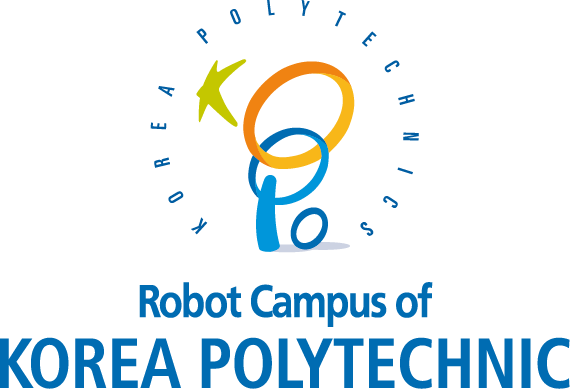 KOREA POLYTECHNICS
Robot Campus of
KOREA POLYTECHNIC